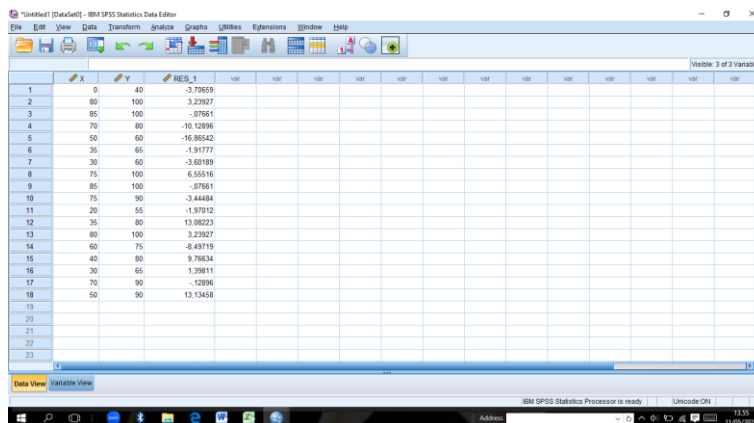 *Untitled1 [DataSet0] - IBM SPSS Statistics Data Editor
File Edit View Data Transform Analyze Graphs Utilities Extensions Window Help
Visible: 3 of 3 Variabl
X Y RES_1 var var var var var var var var var var var
1 0 40 -3,70659
2 80 100 3,23927
3 85 100 -,07661
4 70 80 -10,12896
5 50 60 -16,86542
6 35 65 -1,91777
7 30 60 -3,60189
8 75 100 6,55516
9 85 100 -,07661
10 75 90 -3,44484
11 20 55 -1,97012
12 35 80 13,08223
13 80 100 3,23927
14 60 75 -8,49719
15 40 80 9,76634
16 30 65 1,39811
17 70 90 -,12896
18 50 90 13,13458
19
20
21
22
23
Data View Variable View
IBM SPSS Statistics Processor is ready Unicode:ON
Address 13.55